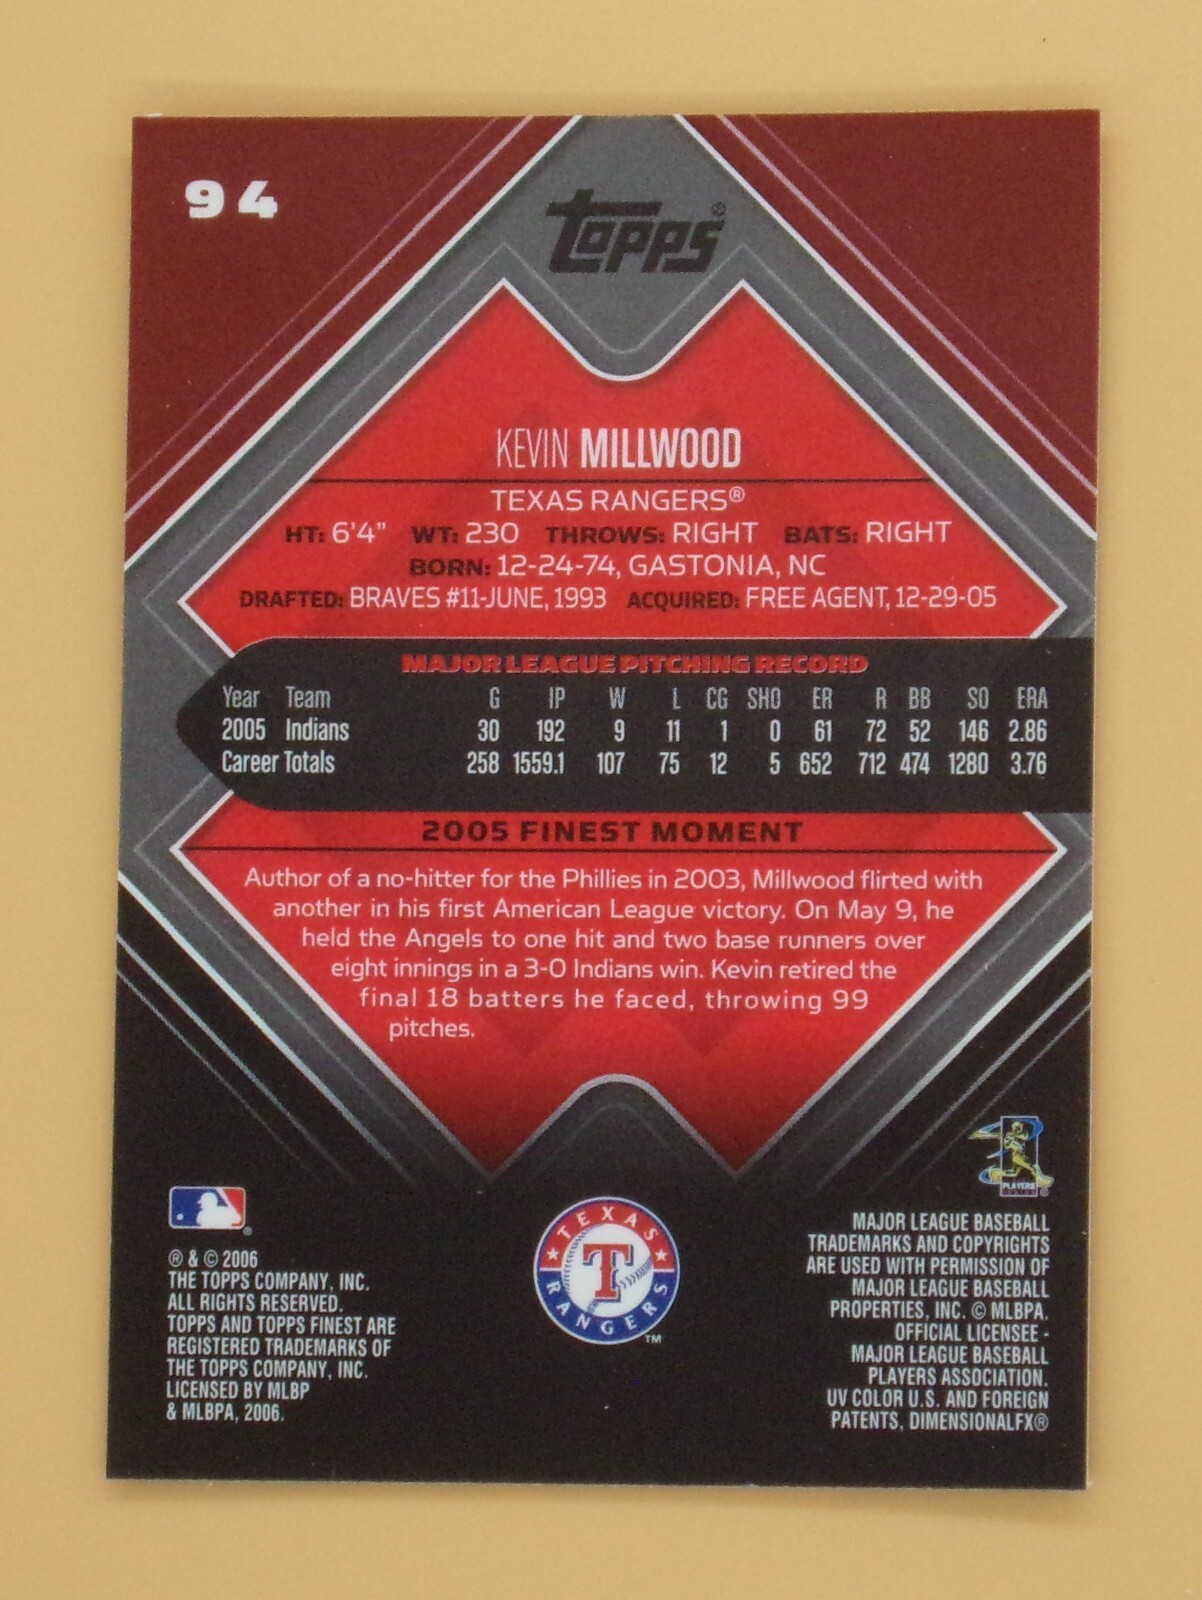 94
Topps®
KEVIN MILLWOOD
TEXAS RANGERS®
HT: 6'4" WT: 230 THROWS: RIGHT BATS: RIGHT
BORN: 12-24-74, GASTONIA, NC
DRAFTED: BRAVES #11-JUNE, 1993 ACQUIRED: FREE AGENT, 12-29-05
MAJOR LEAGUE PITCHING RECORD
Year Team G IP W L CG SHO ER R BB SO ERA
2005 Indians 30 192 9 11 1 0 61 72 52 146 2.86
Career Totals 258 1559.1 107 75 12 5 652 712 474 1280 3.76
2005 FINEST MOMENT
Author of a no-hitter for the Phillies in 2003, Millwood flirted with
another in his first American League victory. On May 9, he
held the Angels to one hit and two base runners over
eight innings in a 3-0 Indians win. Kevin retired the
final 18 batters he faced, throwing 99
pitches.
® & © 2006
THE TOPPS COMPANY, INC.
ALL RIGHTS RESERVED.
TOPPS AND TOPPS FINEST ARE
REGISTERED TRADEMARKS OF
THE TOPPS COMPANY, INC.
LICENSED BY MLBP
& MLBPA, 2006.
TEXAS
T
RANGERS
TM
PLAYERS
®
MAJOR LEAGUE BASEBALL
TRADEMARKS AND COPYRIGHTS
ARE USED WITH PERMISSION OF
MAJOR LEAGUE BASEBALL
PROPERTIES, INC. © MLBPA.
OFFICIAL LICENSEE -
MAJOR LEAGUE BASEBALL
PLAYERS ASSOCIATION.
UV COLOR U.S. AND FOREIGN
PATENTS, DIMENSIONALFX®